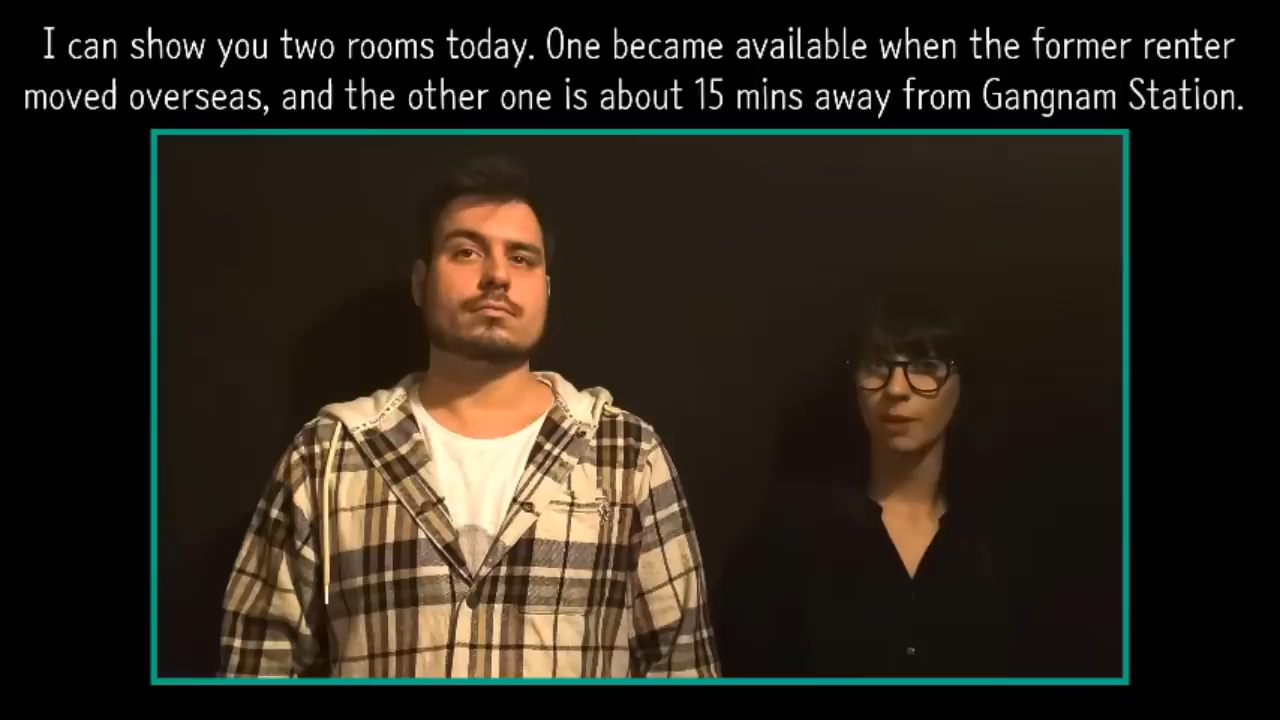 I can show you two rooms today. One became available when the former renter
moved overseas, and the other one is about 15 mins away from Gangnam Station.